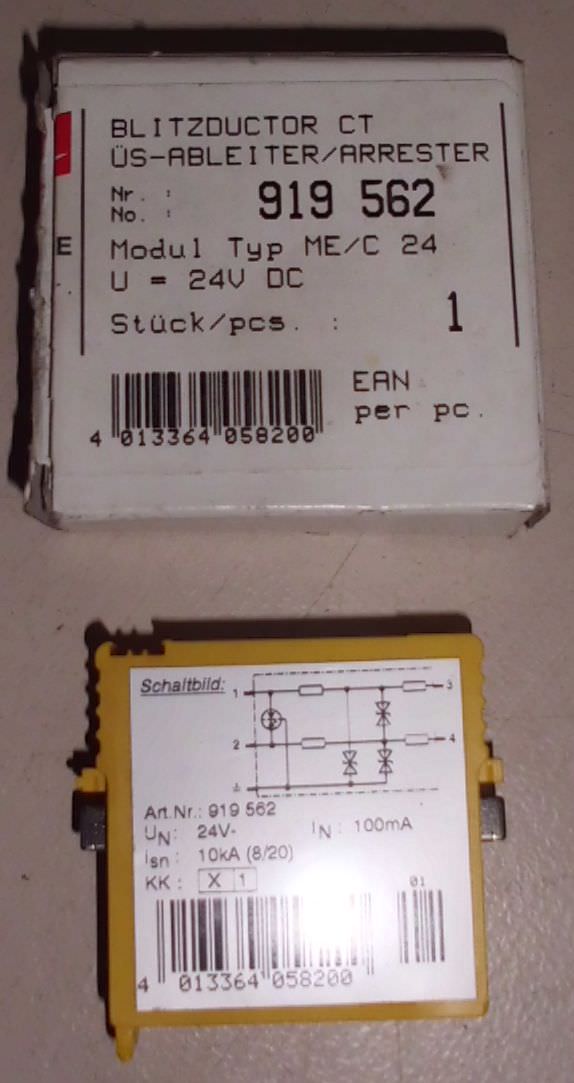 BLITZDUCTOR CT
ÜS-ABLEITER/ARRESTER
Nr. :
No. :
919 562
E
Modul Typ ME/C 24
U = 24V DC
Stück/pcs. : 1
EAN
per pc.
4 013364 058200
Schaltbild:
1
3
2
4
Art.Nr.: 919 562
UN: 24V- IN: 100mA
Isn: 10kA (8/20)
KK: X 1
01
4 013364 058200